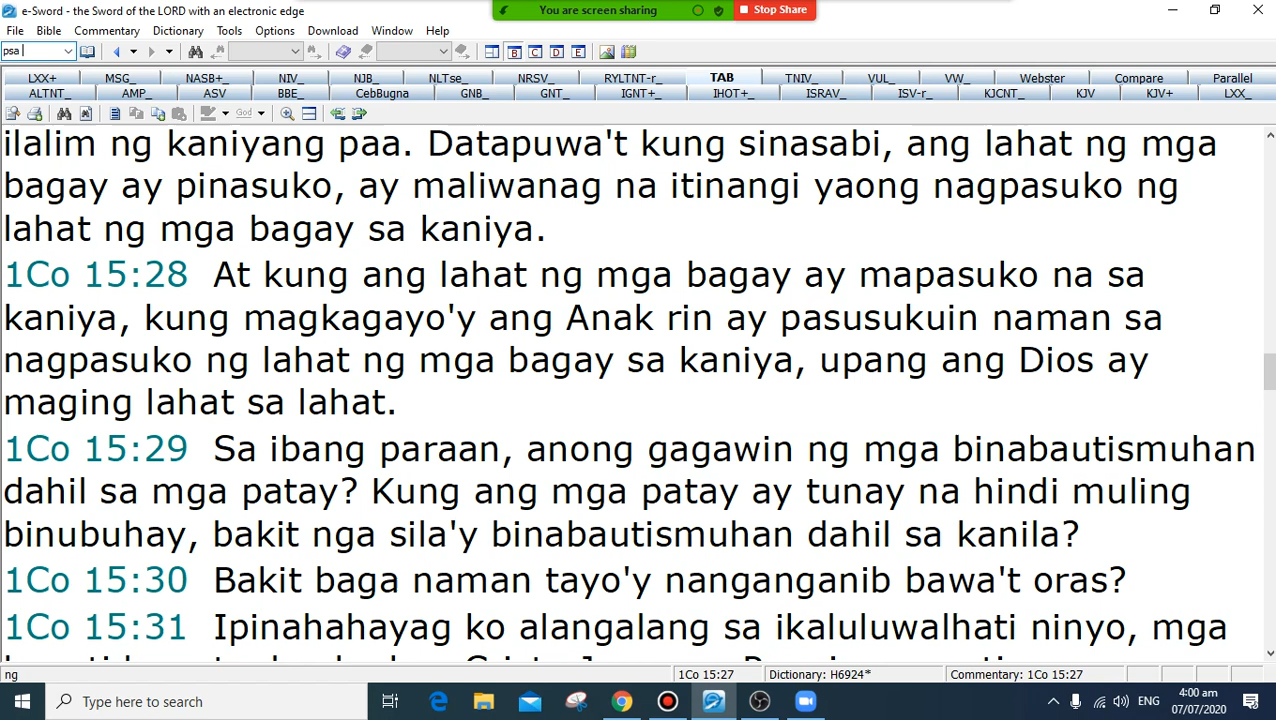 e-Sword - the Sword of the LORD with an electronic edge
You are screen sharing
Stop Share
File Bible Commentary Dictionary Tools Options Download Window Help
psa
B C D E
LXX+ MSG_ NASB+_ NIV_ NJB_ NLTse_ NRSV_ RYLTNT-r_ TAB TNIV_ VUL_ VW_ Webster Compare Parallel
ALTNT_ AMP_ ASV BBE_ CebBugna GNB_ GNT_ IGNT+_ IHOT+_ ISRAV_ ISV-r_ KJCNT_ KJV KJV+ LXX_
God
ilalim ng kaniyang paa. Datapuwa't kung sinasabi, ang lahat ng mga
bagay ay pinasuko, ay maliwanag na itinangi yaong nagpasuko ng
lahat ng mga bagay sa kaniya.
1Co 15:28 At kung ang lahat ng mga bagay ay mapasuko na sa
kaniya, kung magkagayo'y ang Anak rin ay pasusukuin naman sa
nagpasuko ng lahat ng mga bagay sa kaniya, upang ang Dios ay
maging lahat sa lahat.
1Co 15:29 Sa ibang paraan, anong gagawin ng mga binabautismuhan
dahil sa mga patay? Kung ang mga patay ay tunay na hindi muling
binubuhay, bakit nga sila'y binabautismuhan dahil sa kanila?
1Co 15:30 Bakit baga naman tayo'y nanganganib bawa't oras?
1Co 15:31 Ipinahahayag ko alangalang sa ikaluluwalhati ninyo, mga
ng 1Co 15:27 Dictionary: H6924* Commentary: 1Co 15:27
Type here to search
ENG
4:00 am
07/07/2020